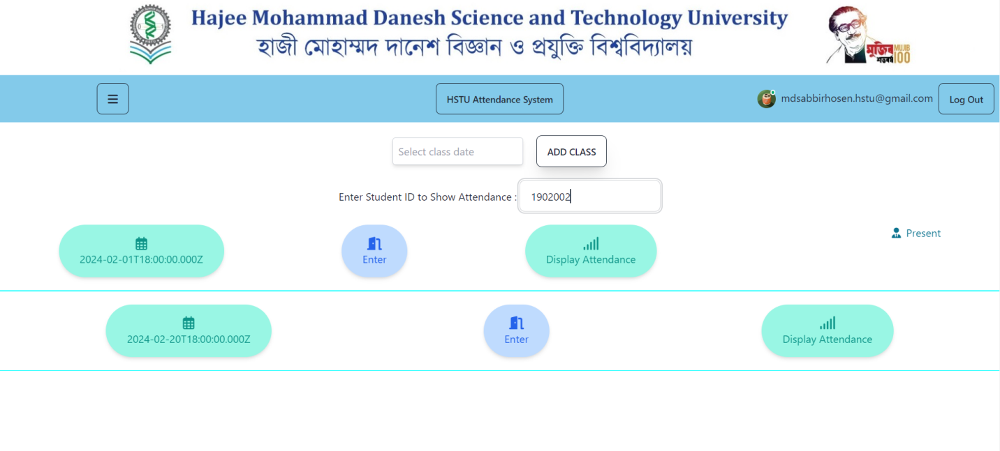 Hajee Mohammad Danesh Science and Technology University
হাজী মোহাম্মদ দানেশ বিজ্ঞান ও প্রযুক্তি বিশ্ববিদ্যালয়
মুজিব MUJIB
শতবর্ষ 100
HSTU Attendance System
mdsabbirhosen.hstu@gmail.com
Log Out
Select class date
ADD CLASS
Enter Student ID to Show Attendance : 1902002
Present
2024-02-01T18:00:00.000Z
Enter
Display Attendance
2024-02-20T18:00:00.000Z
Enter
Display Attendance